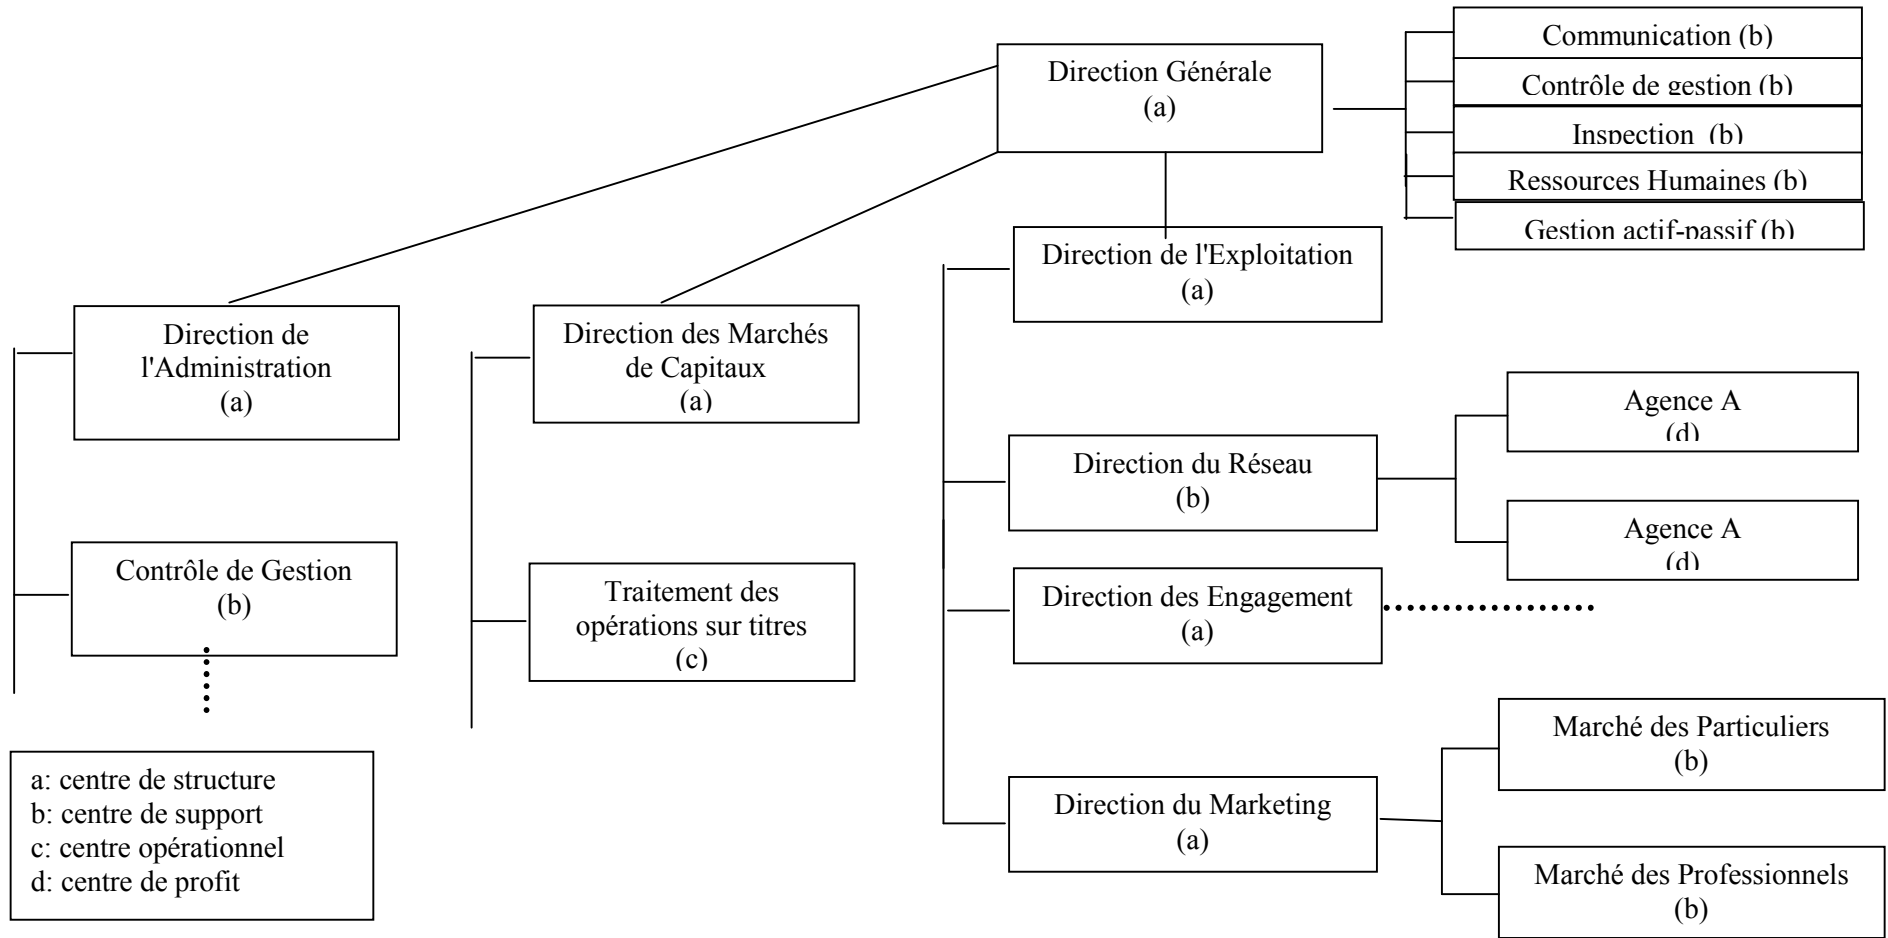 Communication (b)
Contrôle de gestion (b)
Inspection (b)
Ressources Humaines (b)
Gestion actif-passif (b)
Direction Générale
(a)
Direction de l'Exploitation
(a)
Direction de
l'Administration
(a)
Direction des Marchés
de Capitaux
(a)
Agence A
(d)
Direction du Réseau
(b)
Agence A
(d)
Contrôle de Gestion
(b)
Traitement des
opérations sur titres
(c)
Direction des Engagement
(a)
Marché des Particuliers
(b)
Direction du Marketing
(a)
Marché des Professionnels
(b)
a: centre de structure
b: centre de support
c: centre opérationnel
d: centre de profit